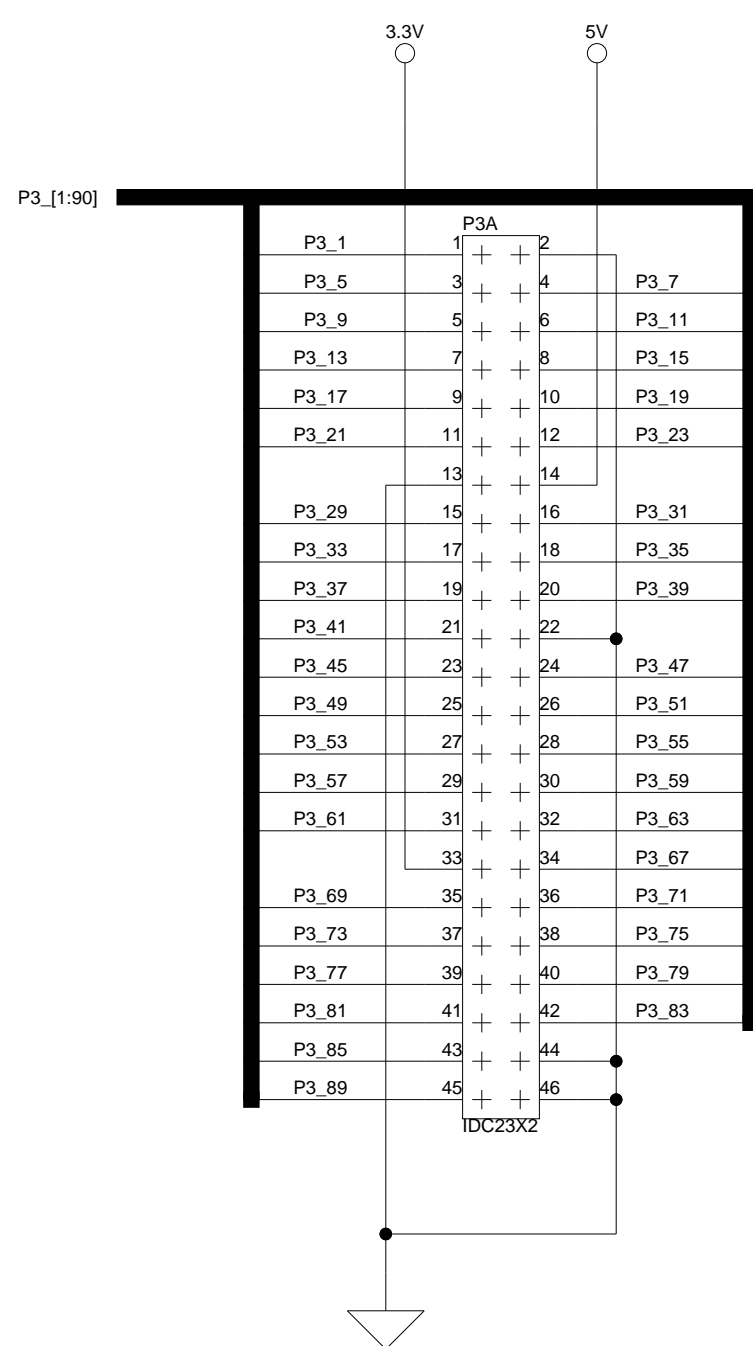 3.3V 5V
P3_[1:90]
P3A
P3_1 1 2
P3_5 3 4 P3_7
P3_9 5 6 P3_11
P3_13 7 8 P3_15
P3_17 9 10 P3_19
P3_21 11 12 P3_23
13 14
P3_29 15 16 P3_31
P3_33 17 18 P3_35
P3_37 19 20 P3_39
P3_41 21 22
P3_45 23 24 P3_47
P3_49 25 26 P3_51
P3_53 27 28 P3_55
P3_57 29 30 P3_59
P3_61 31 32 P3_63
33 34 P3_67
P3_69 35 36 P3_71
P3_73 37 38 P3_75
P3_77 39 40 P3_79
P3_81 41 42 P3_83
P3_85 43 44
P3_89 45 46
IDC23X2